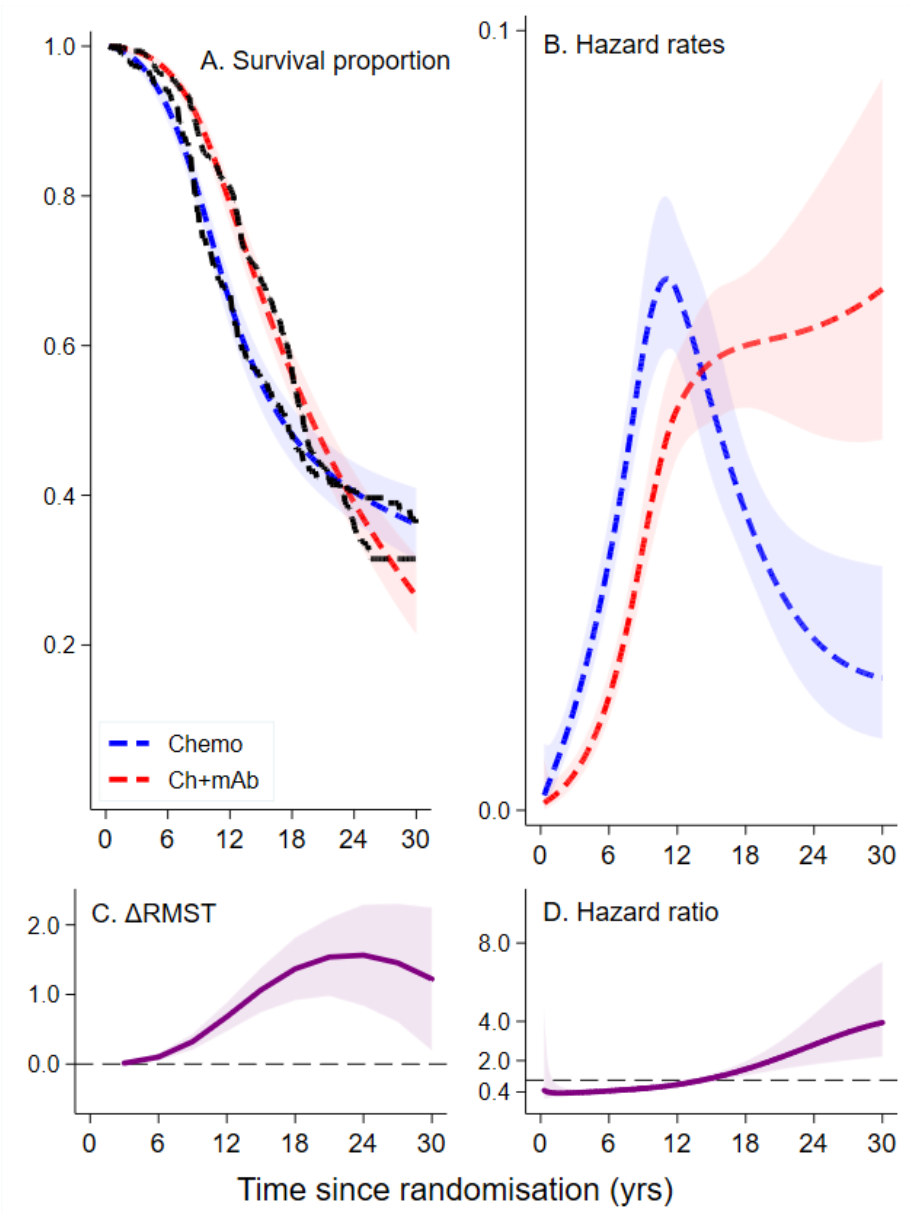 A. Survival proportion
1.0
0.8
0.6
0.4
0.2
Chemo
Ch+mAb
0 6 12 18 24 30
B. Hazard rates
0.1
0.0
0 6 12 18 24 30
C. ΔRMST
2.0
1.0
0.0
0 6 12 18 24 30
D. Hazard ratio
8.0
4.0
2.0
0.4
0 6 12 18 24 30
Time since randomisation (yrs)